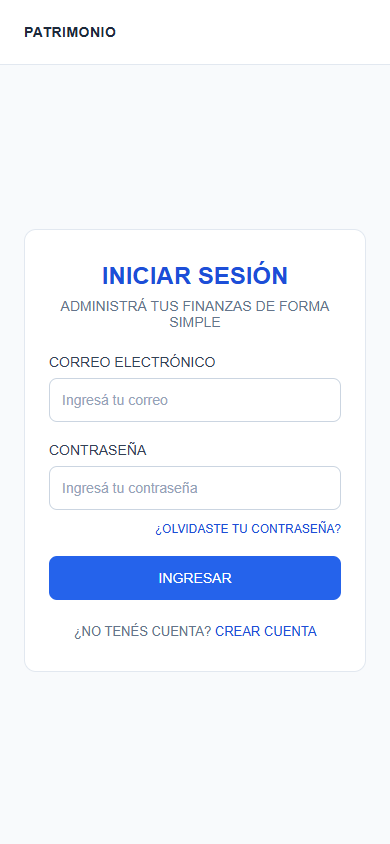 PATRIMONIO
INICIAR SESIÓN
ADMINISTRÁ TUS FINANZAS DE FORMA
SIMPLE
CORREO ELECTRÓNICO
Ingresá tu correo
CONTRASEÑA
Ingresá tu contraseña
¿OLVIDASTE TU CONTRASEÑA?
INGRESAR
¿NO TENÉS CUENTA? CREAR CUENTA